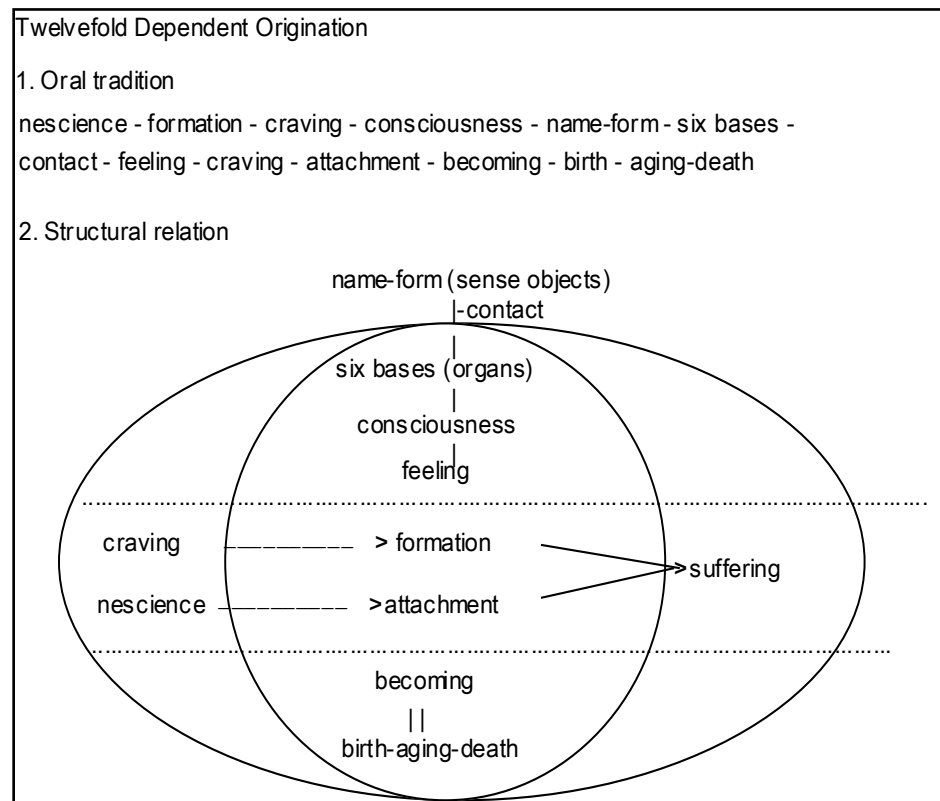 Twelvefold Dependent Origination
1. Oral tradition
nescience - formation - craving - consciousness - name-form - six bases -
contact - feeling - craving - attachment - becoming - birth - aging-death
2. Structural relation
name-form (sense objects)
|-contact
|
six bases (organs)
|
consciousness
|
feeling
craving __________ > formation
>suffering
nescience __________ >attachment
becoming
||
birth-aging-death